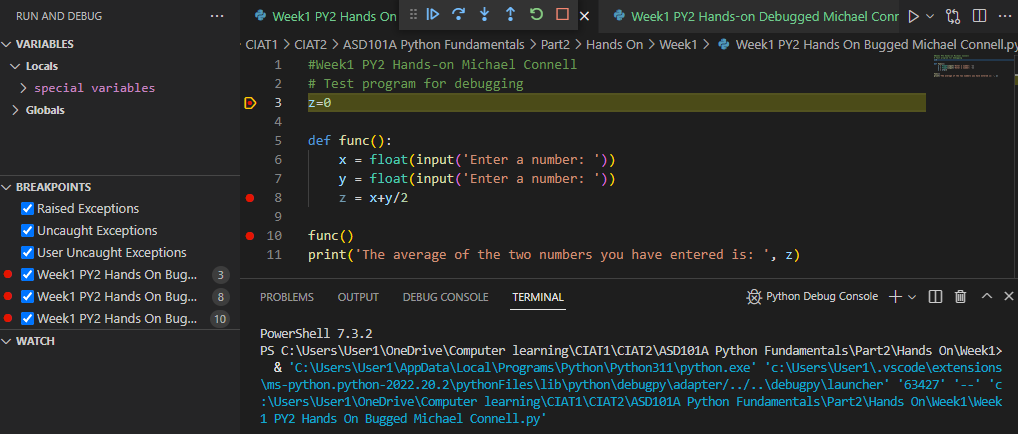 RUN AND DEBUG ...
VARIABLES
Locals
special variables
Globals
BREAKPOINTS
Raised Exceptions
Uncaught Exceptions
User Uncaught Exceptions
Week1 PY2 Hands On Bug... 3
Week1 PY2 Hands On Bug... 8
Week1 PY2 Hands On Bug... 10
WATCH
Week1 PY2 Hands On
Week1 PY2 Hands-on Debugged Michael Conr
CIAT1 > CIAT2 > ASD101A Python Fundamentals > Part2 > Hands On > Week1 > Week1 PY2 Hands On Bugged Michael Connell.py
1 #Week1 PY2 Hands-on Michael Connell
2 # Test program for debugging
3 z=0
4
5 def func():
6 x = float(input('Enter a number: '))
7 y = float(input('Enter a number: '))
8 z = x+y/2
9
10 func()
11 print('The average of the two numbers you have entered is: ', z)
PROBLEMS OUTPUT DEBUG CONSOLE TERMINAL Python Debug Console
PowerShell 7.3.2
PS C:\Users\User1\OneDrive\Computer learning\CIAT1\CIAT2\ASD101A Python Fundamentals\Part2\Hands On\Week1>
& 'C:\Users\User1\AppData\Local\Programs\Python\Python311\python.exe' 'c:\Users\User1\.vscode\extensions
\ms-python.python-2022.20.2\pythonFiles\lib\python\debugpy\adapter/../..\debugpy\launcher' '63427' '--' 'c
:\Users\User1\OneDrive\Computer learning\CIAT1\CIAT2\ASD101A Python Fundamentals\Part2\Hands On\Week1\Week
1 PY2 Hands On Bugged Michael Connell.py'